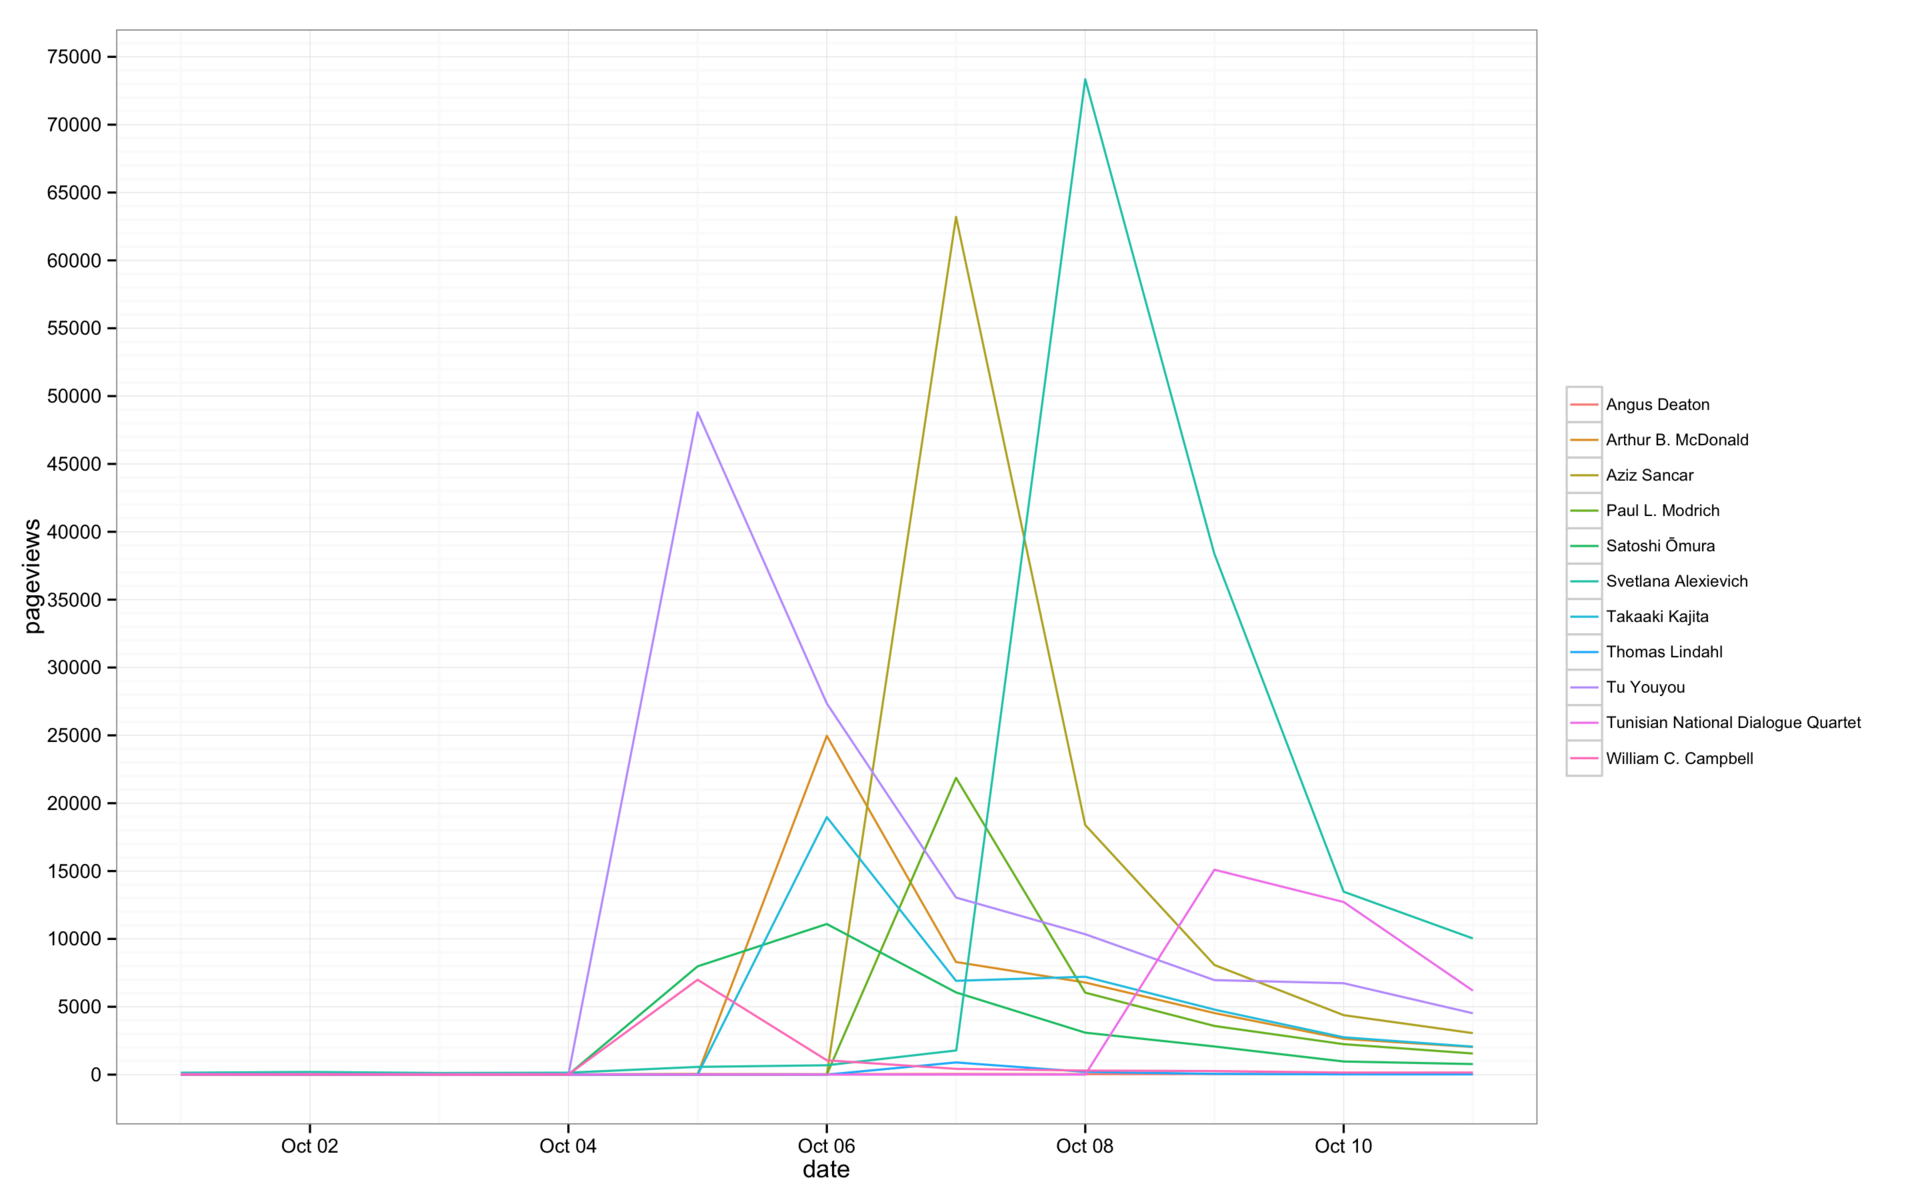 75000
70000
65000
60000
55000
50000
45000
40000
35000
30000
25000
20000
15000
10000
5000
0
pageviews
Oct 02 Oct 04 Oct 06 Oct 08 Oct 10
date
Angus Deaton
Arthur B. McDonald
Aziz Sancar
Paul L. Modrich
Satoshi Ōmura
Svetlana Alexievich
Takaaki Kajita
Thomas Lindahl
Tu Youyou
Tunisian National Dialogue Quartet
William C. Campbell